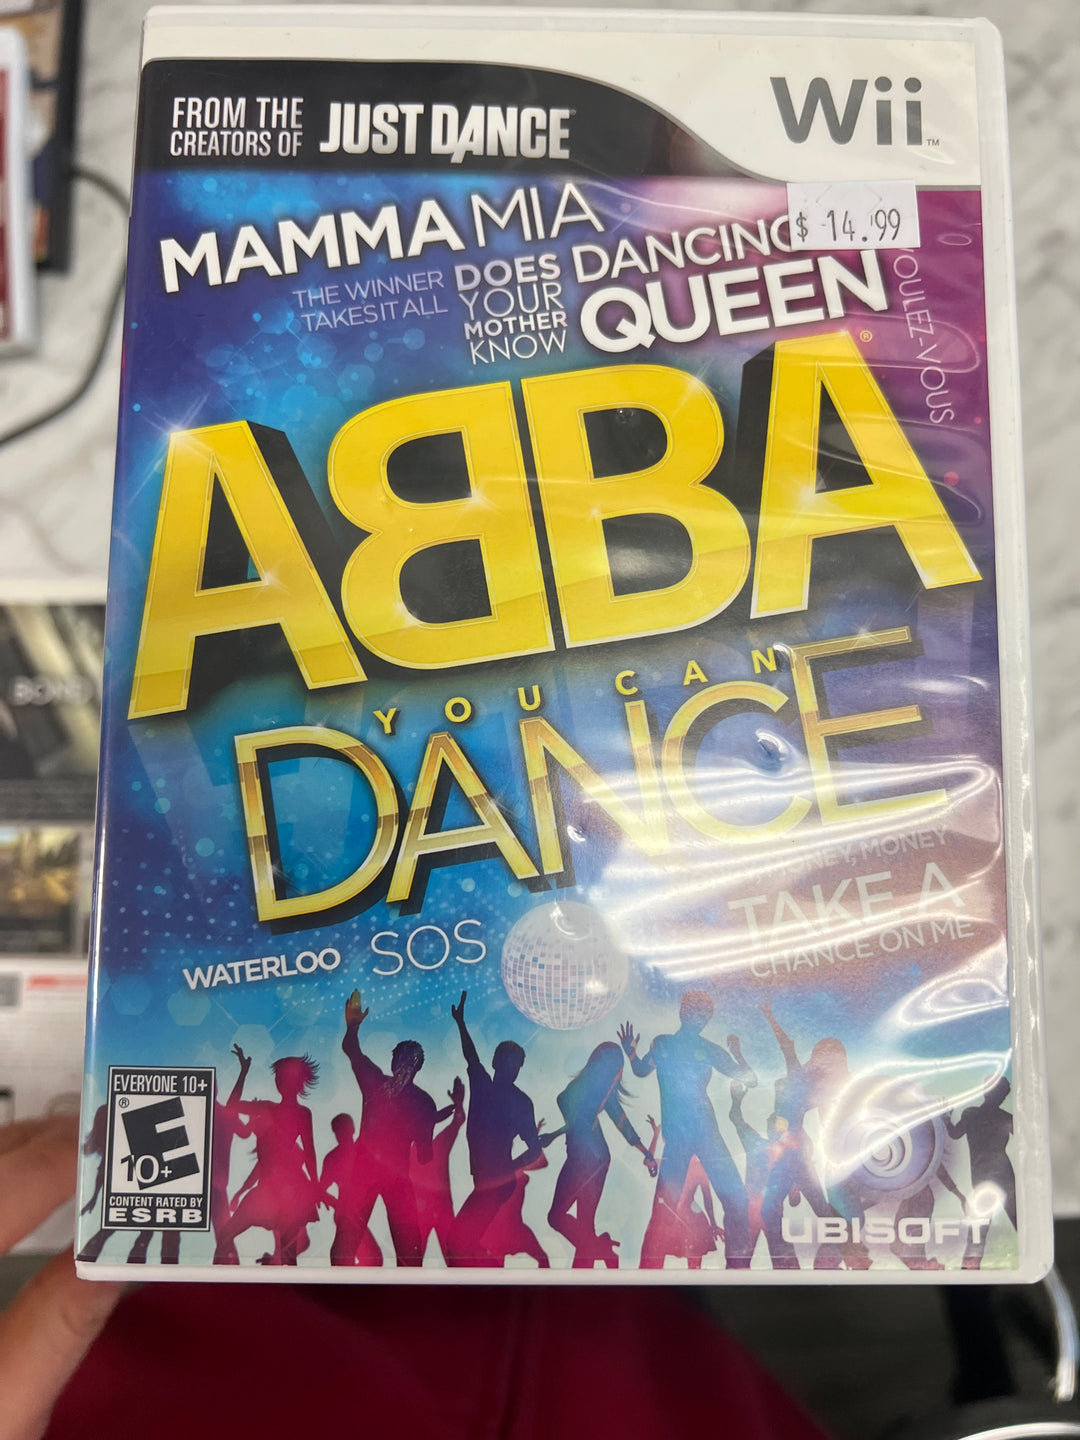 FROM THE
CREATORS OF
JUST DANCE
Wii™
$ 14.99
MAMMA MIA
THE WINNER
TAKES IT ALL
DOES
YOUR
MOTHER
KNOW
DANCING
QUEEN
VOULEZ-VOUS
ABBA®
YOU CAN
DANCE
MONEY, MONEY
TAKE A
CHANCE ON ME
WATERLOO
SOS
EVERYONE 10+
®
E
10+
CONTENT RATED BY
ESRB
UBISOFT